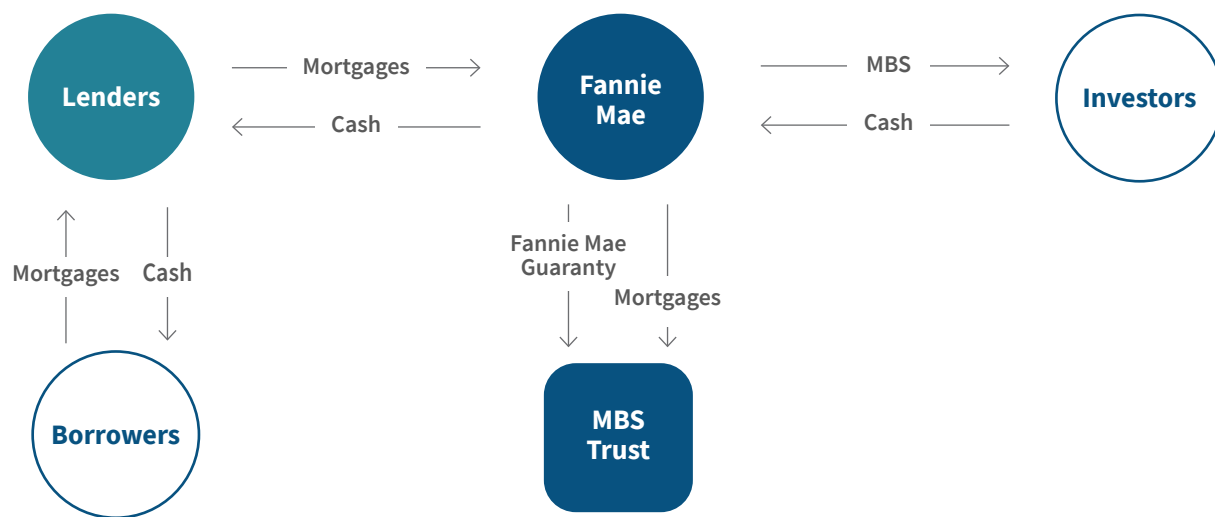 Mortgages
MBS
Lenders
Fannie
Mae
Investors
Cash
Cash
Fannie Mae
Guaranty
Mortgages
Cash
Mortgages
MBS
Trust
Borrowers